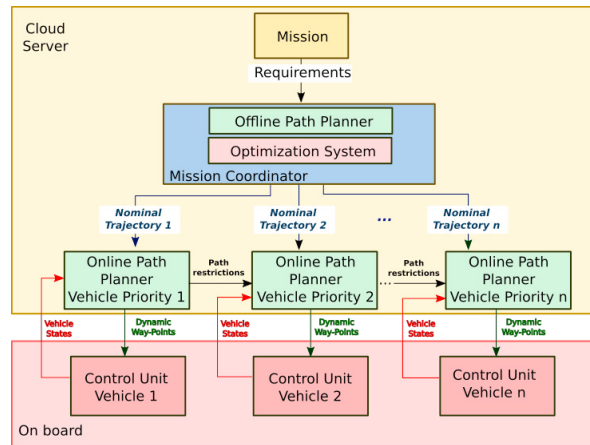 Cloud
Server
Mission
Requirements
Offline Path Planner
Optimization System
Mission Coordinator
Nominal
Trajectory 1
Nominal
Trajectory 2
...
Nominal
Trajectory n
Online Path
Planner
Vehicle Priority 1
Path
restrictions
Online Path
Planner
Vehicle Priority 2
Path
restrictions
...
Online Path
Planner
Vehicle Priority n
Vehicle
States
Dynamic
Way-Points
Vehicle
States
Dynamic
Way-Points
Vehicle
States
Dynamic
Way-Points
Control Unit
Vehicle 1
Control Unit
Vehicle 2
Control Unit
Vehicle n
On board